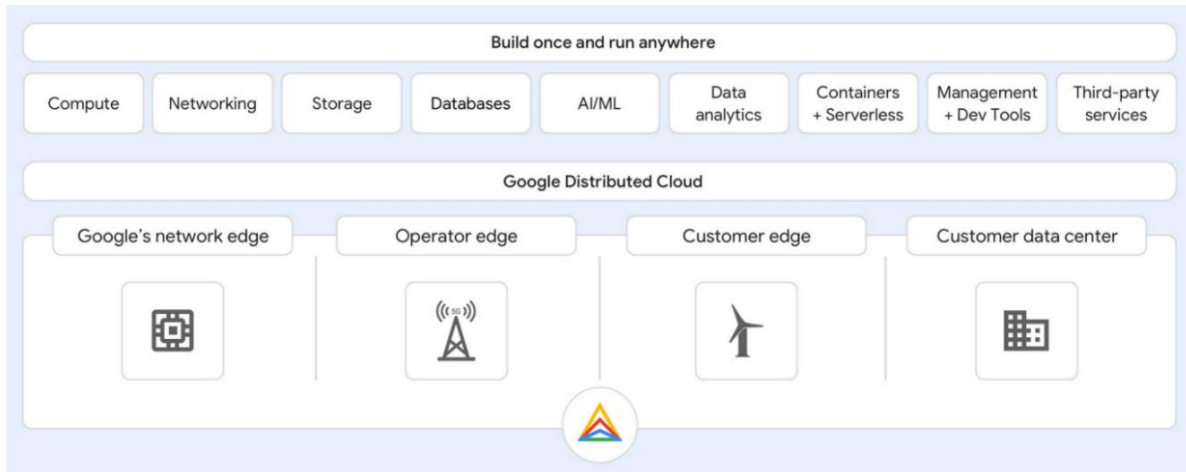 Build once and run anywhere
Compute
Networking
Storage
Databases
AI/ML
Data
analytics
Containers
+ Serverless
Management
+ Dev Tools
Third-party
services
Google Distributed Cloud
Google's network edge
Operator edge
Customer edge
Customer data center
5G